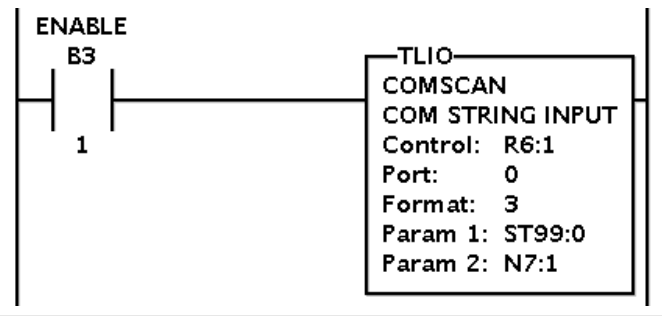 ENABLE
B3
1
TLIO
COMSCAN
COM STRING INPUT
Control: R6:1
Port: 0
Format: 3
Param 1: ST99:0
Param 2: N7:1